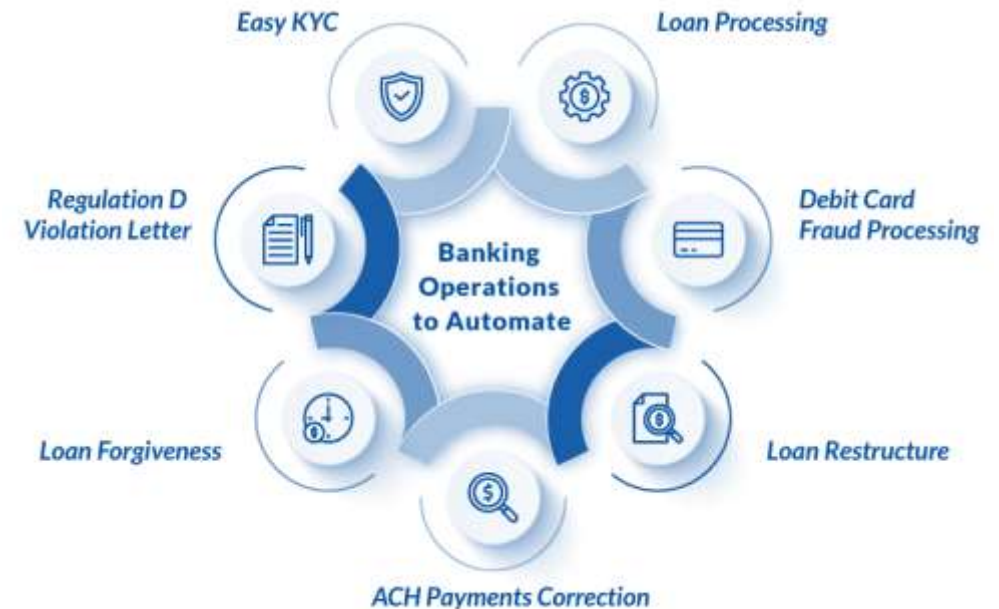 Easy KYC
Loan Processing
Regulation D
Violation Letter
Debit Card
Fraud Processing
Banking
Operations
to Automate
Loan Forgiveness
Loan Restructure
ACH Payments Correction